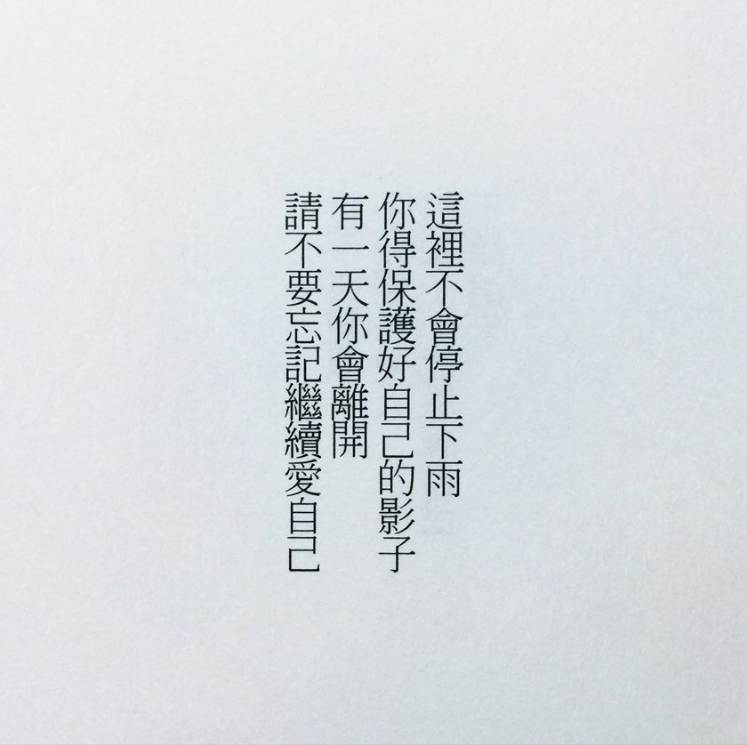 這裡不會停止下雨
你得保護好自己的影子
有一天你會離開
請不要忘記繼續愛自己